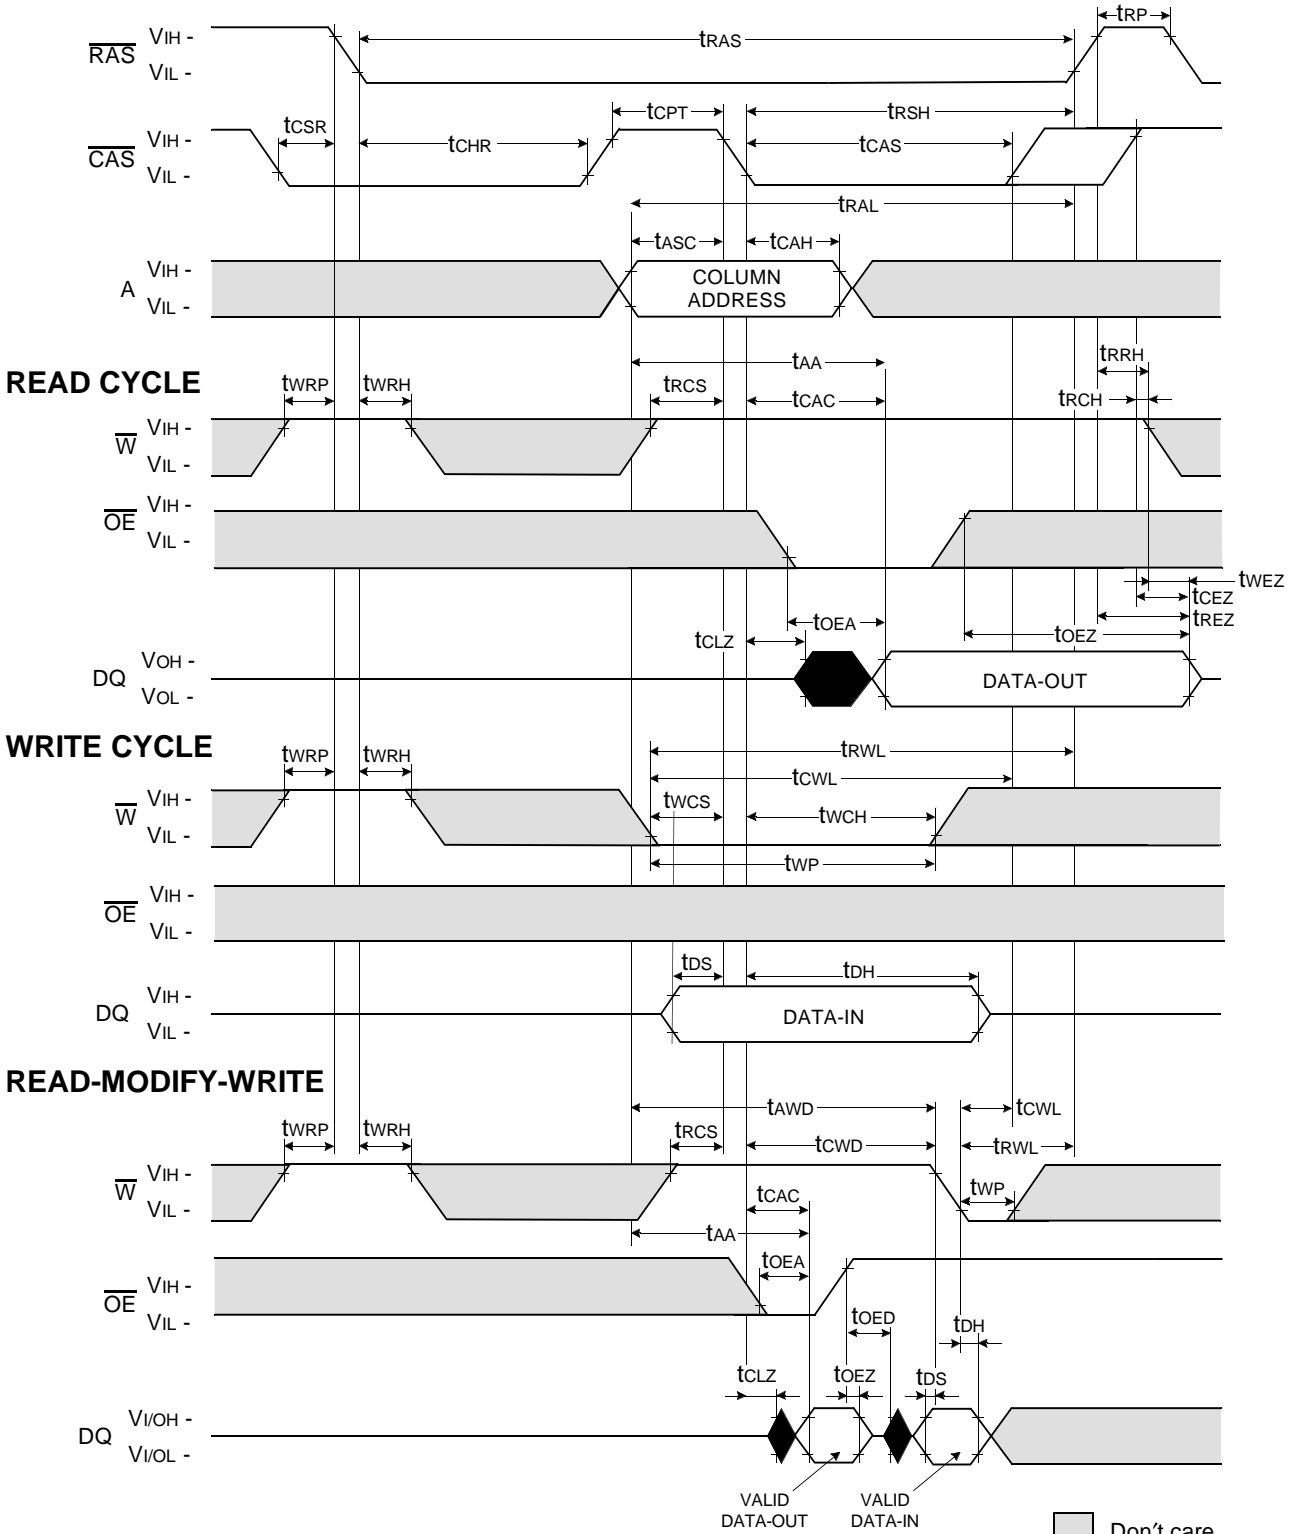 tRP
RAS VIH -
VIL -
tRAS
tCPT
tRSH
tCSR
CAS VIH -
VIL -
tCHR
tCAS
tRAL
tASC
tCAH
A VIH -
VIL -
COLUMN
ADDRESS
READ CYCLE
tAA
tRRH
tWRP
tWRH
tRCS
tCAC
tRCH
W VIH -
VIL -
OE VIH -
VIL -
tWEZ
tCEZ
tREZ
tOEA
tOEZ
tCLZ
DQ VOH -
VOL -
DATA-OUT
WRITE CYCLE
tWRP
tWRH
tRWL
tCWL
W VIH -
VIL -
tWCS
tWCH
tWP
OE VIH -
VIL -
tDS
tDH
DQ VIH -
VIL -
DATA-IN
READ-MODIFY-WRITE
tAWD
tCWL
tWRP
tWRH
tRCS
tCWD
tRWL
W VIH -
VIL -
tCAC
tWP
tAA
tOEA
OE VIH -
VIL -
tOED
tDH
tCLZ
tOEZ
tDS
DQ VI/OH -
VI/OL -
VALID
DATA-OUT
VALID
DATA-IN
Don′t care